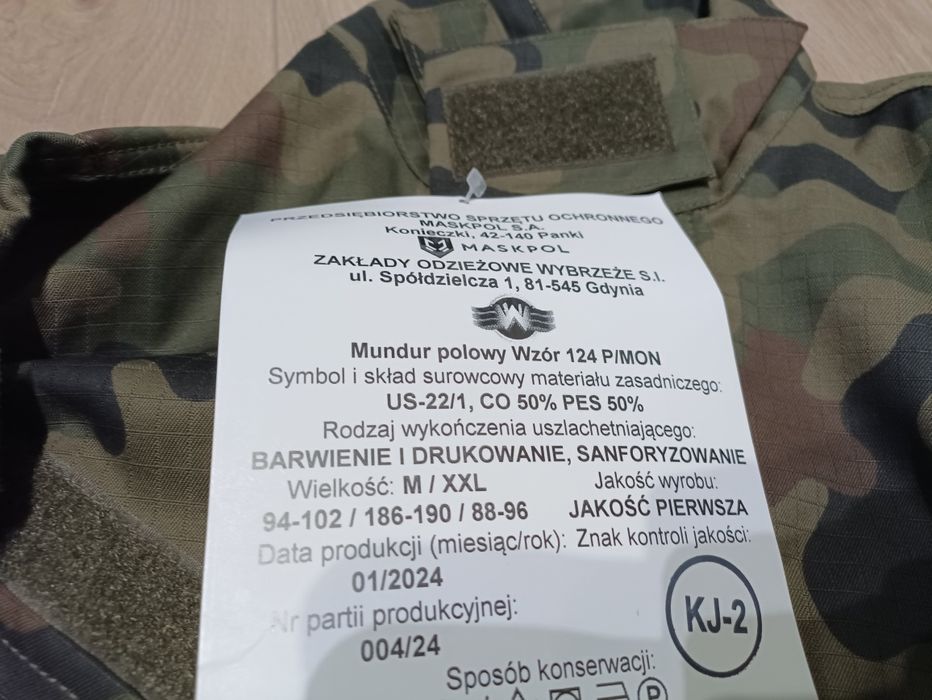 PRZEDSIĘBIORSTWO SPRZĘTU OCHRONNEGO
MASKPOL S.A.
Konieczki, 42-140 Panki
MASKPOL
ZAKŁADY ODZIEŻOWE WYBRZEŻE S.I.
ul. Spółdzielcza 1, 81-545 Gdynia
W
Mundur polowy Wzór 124 P/MON
Symbol i skład surowcowy materiału zasadniczego:
US-22/1, CO 50% PES 50%
Rodzaj wykończenia uszlachetniającego:
BARWIENIE I DRUKOWANIE, SANFORYZOWANIE
Wielkość: M / XXL
94-102 / 186-190 / 88-96
Jakość wyrobu:
JAKOŚĆ PIERWSZA
Data produkcji (miesiąc/rok):
01/2024
Znak kontroli jakości:
KJ-2
Nr partii produkcyjnej:
004/24
Sposób konserwacji:
P